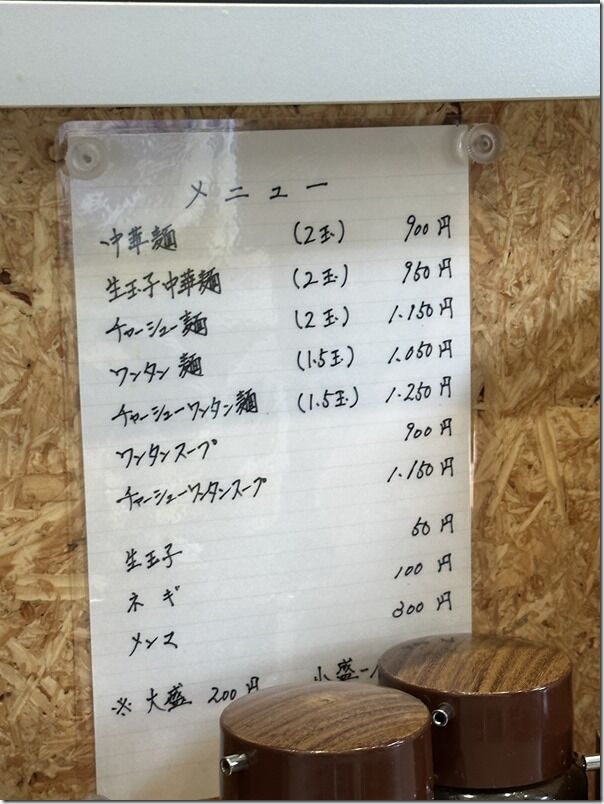 メニュー
中華麺 (2玉) 900円
生玉子中華麺 (2玉) 950円
チャーシュー麺 (2玉) 1.150円
ワンタン麺 (1.5玉) 1.050円
チャーシューワンタン麺 (1.5玉) 1.250円
ワンタンスープ 900円
チャーシューワンタンスープ 1.150円
生玉子 50円
ネギ 100円
メンマ 300円
※大盛 200円 小盛